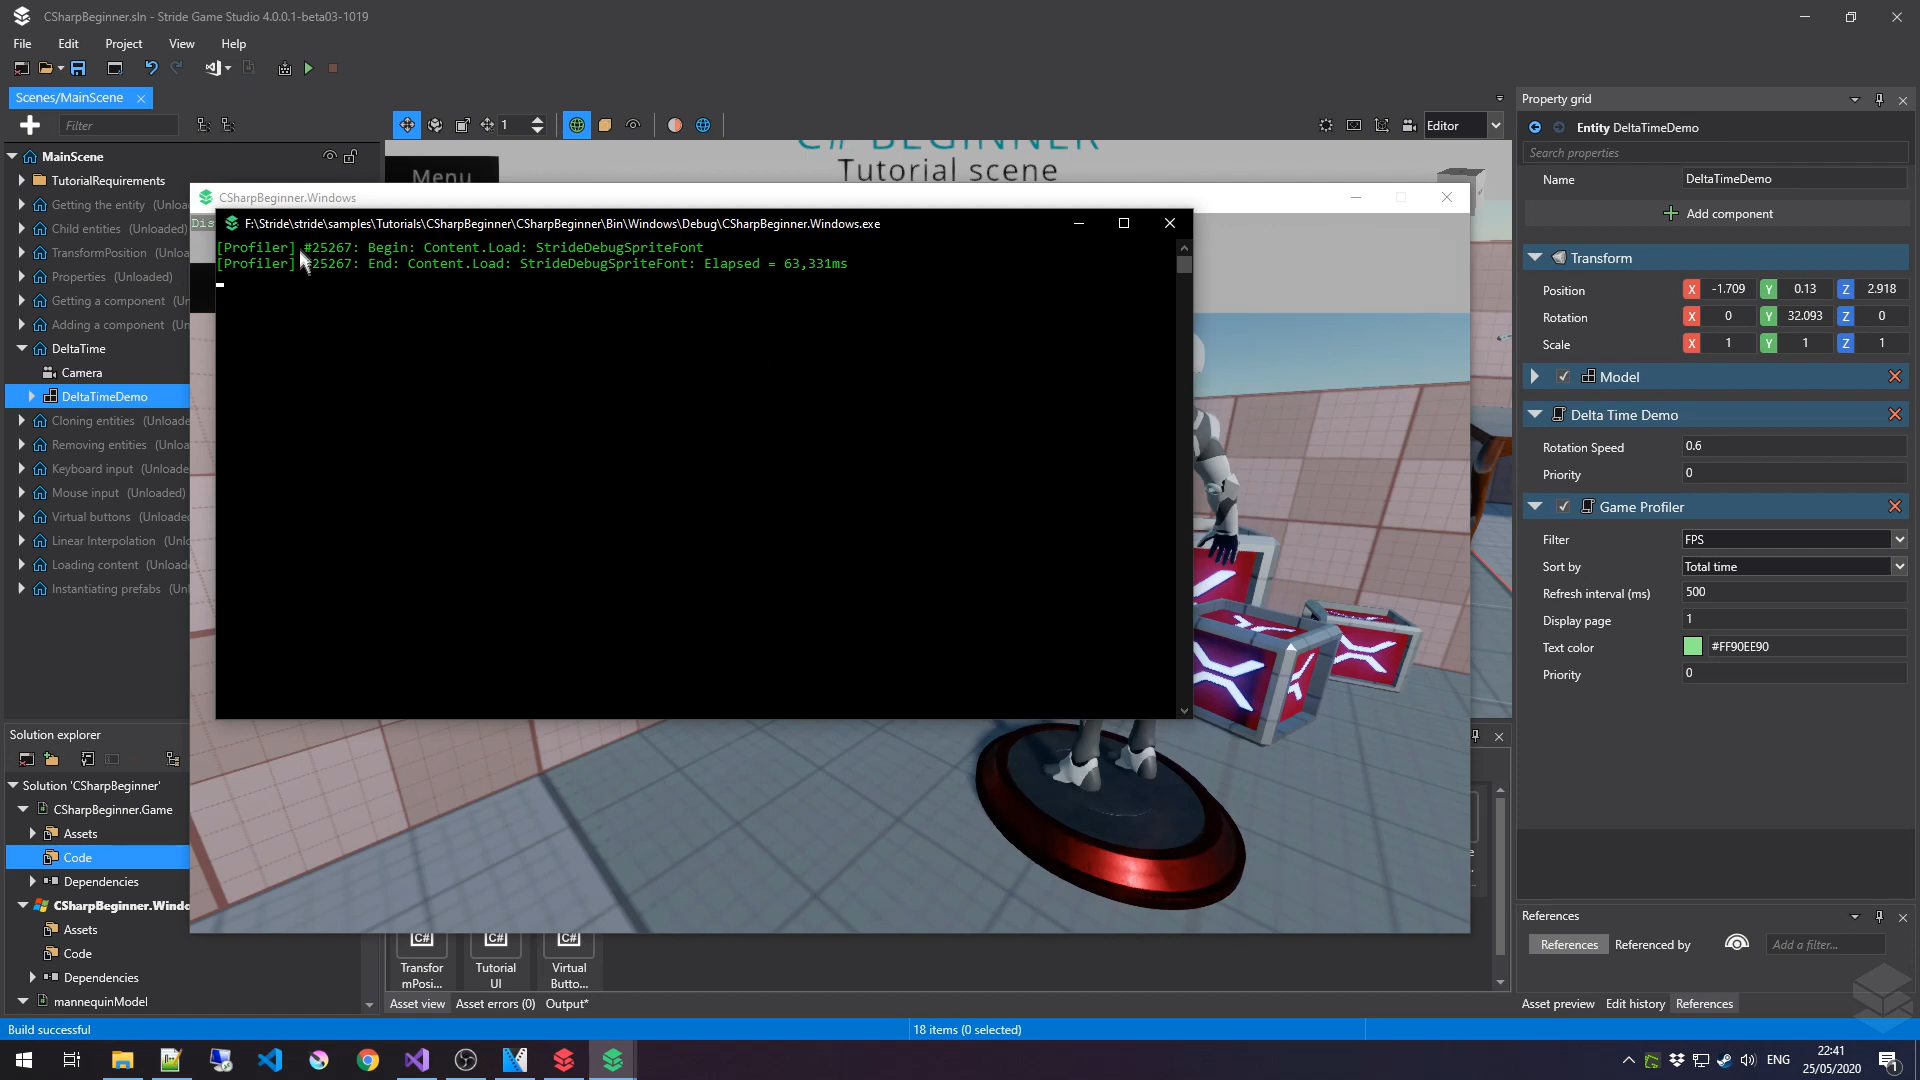 CSharpBeginner.sln - Stride Game Studio 4.0.0.1-beta03-1019
File Edit Project View Help
Scenes/MainScene
Filter
1
Editor
MainScene
TutorialRequirements
Getting the entity (Unloa
Child entities (Unloaded)
TransformPosition (Unloa
Properties (Unloaded)
Getting a component (Un
Adding a component (Un
DeltaTime
Camera
DeltaTimeDemo
Cloning entities (Unloade
Removing entities (Unloa
Keyboard input (Unloade
Mouse input (Unloaded)
Virtual buttons (Unloade
Linear Interpolation (Unl
Loading content (Unload
Instantiating prefabs (Unl
C# BEGINNER
Tutorial scene
Menu
CSharpBeginner.Windows
Dis
F:\Stride\stride\samples\Tutorials\CSharpBeginner\CSharpBeginner\Bin\Windows\Debug\CSharpBeginner.Windows.exe
[Profiler] #25267: Begin: Content.Load: StrideDebugSpriteFont
[Profiler] #25267: End: Content.Load: StrideDebugSpriteFont: Elapsed = 63,331ms
Property grid
Entity DeltaTimeDemo
Search properties
Name DeltaTimeDemo
Add component
Transform
Position X -1.709 Y 0.13 Z 2.918
Rotation X 0 Y 32.093 Z 0
Scale X 1 Y 1 Z 1
Model
Delta Time Demo
Rotation Speed 0.6
Priority 0
Game Profiler
Filter FPS
Sort by Total time
Refresh interval (ms) 500
Display page 1
Text color #FF90EE90
Priority 0
Solution explorer
Solution 'CSharpBeginner'
CSharpBeginner.Game
Assets
Code
Dependencies
CSharpBeginner.Windo
Assets
Code
Dependencies
mannequinModel
C# C# C#
Transfor
mPosi...
Tutorial
UI
Virtual
Butto...
Asset view Asset errors (0) Output*
References
References Referenced by Add a filter...
Asset preview Edit history References
Build successful
18 items (0 selected)
ENG
22:41
25/05/2020
1